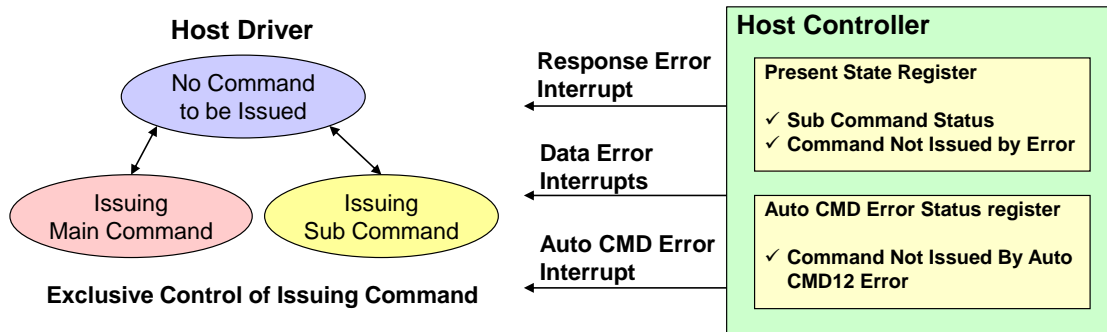 Host Driver
No Command
to be Issued
Issuing
Main Command
Issuing
Sub Command
Exclusive Control of Issuing Command
Response Error
Interrupt
Data Error
Interrupts
Auto CMD Error
Interrupt
Host Controller
Present State Register
✓ Sub Command Status
✓ Command Not Issued by Error
Auto CMD Error Status register
✓ Command Not Issued By Auto
CMD12 Error